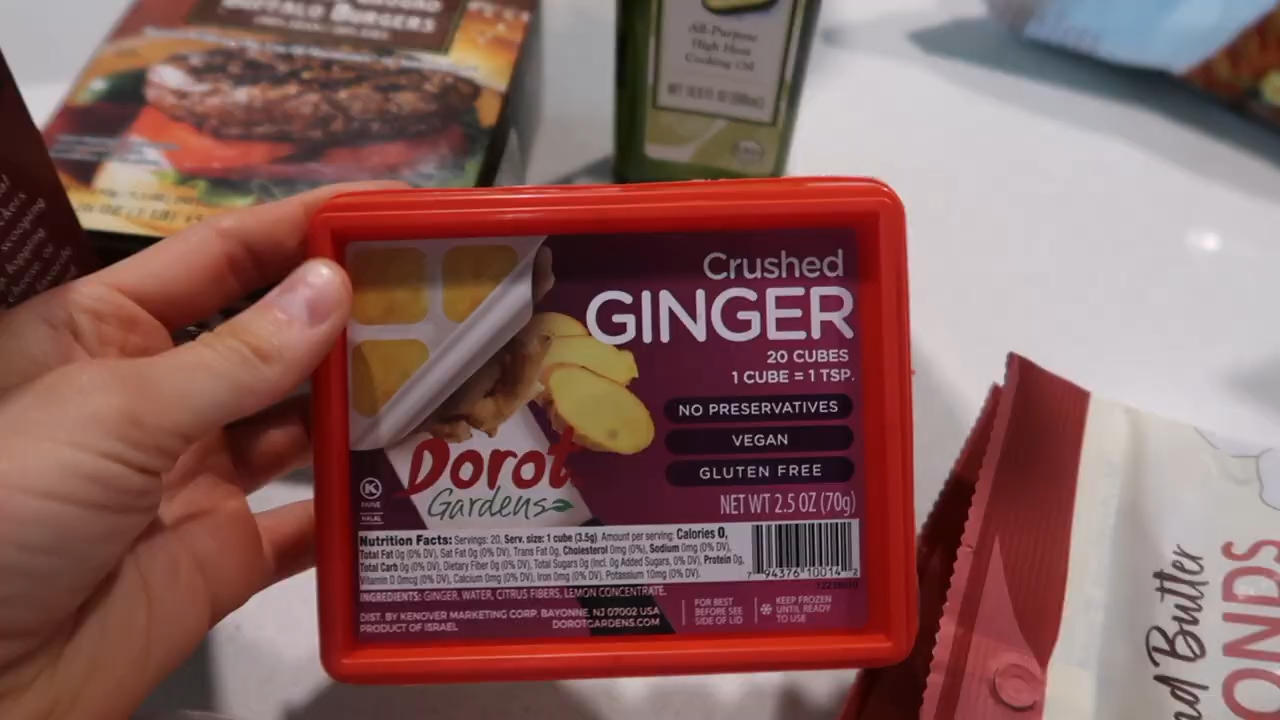 BUFFALO BURGERS
All-Purpose
High Heat
Cooking Oil
Crushed
GINGER
20 CUBES
1 CUBE = 1 TSP.
NO PRESERVATIVES
VEGAN
GLUTEN FREE
NET WT 2.5 OZ (70g)
Dorot
Gardens
K
PARVE
HALAL
Nutrition Facts: Servings: 20, Serv. size: 1 cube (3.5g). Amount per serving: Calories 0,
Total Fat 0g (0% DV), Sat Fat 0g (0% DV), Trans Fat 0g, Cholesterol 0mg (0%), Sodium 0mg (0% DV),
Total Carb 0g (0% DV), Dietary Fiber 0g (0% DV), Total Sugars 0g (Incl. 0g Added Sugars, 0% DV), Protein 0g,
Vitamin D 0mcg (0% DV), Calcium 0mg (0% DV), Iron 0mg (0% DV), Potassium 10mg (0% DV).
INGREDIENTS: GINGER, WATER, CITRUS FIBERS, LEMON CONCENTRATE.
DIST. BY KENOVER MARKETING CORP. BAYONNE, NJ 07002 USA
PRODUCT OF ISRAEL DOROTGARDENS.COM
FOR BEST
BEFORE SEE
SIDE OF LID
KEEP FROZEN
UNTIL READY
TO USE
7 94376 10014 2
nd Butter
ONDS